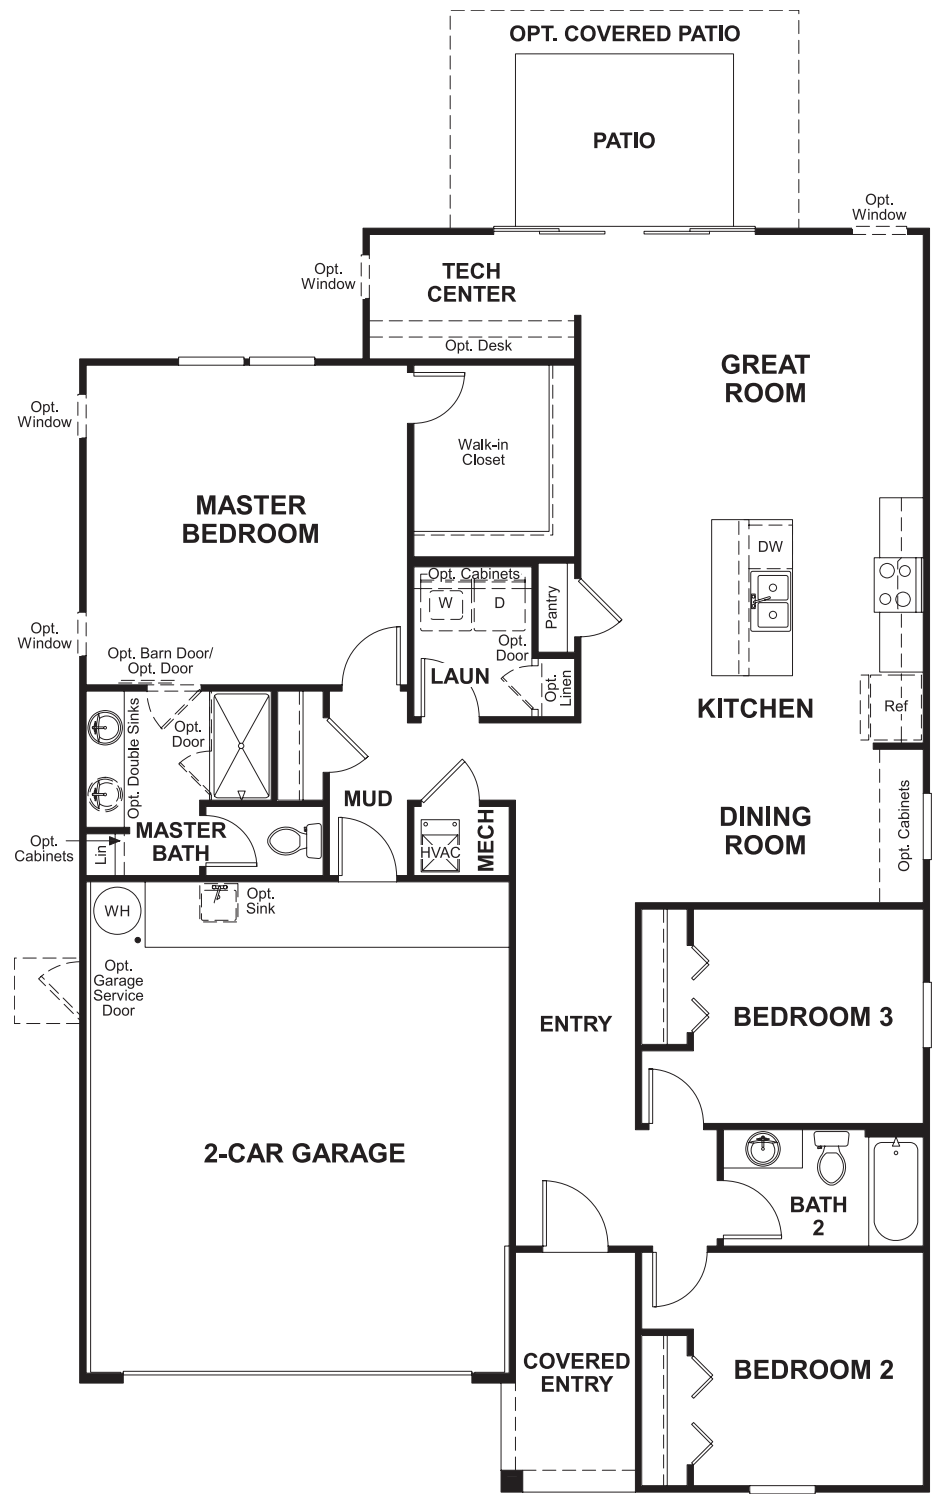 OPT. COVERED PATIO
PATIO
Opt.
Window
Opt.
Window
TECH
CENTER
Opt. Desk
GREAT
ROOM
Opt.
Window
Walk-in
Closet
MASTER
BEDROOM
DW
Opt. Cabinets
W
D
Pantry
Opt.
Window
Opt. Barn Door/
Opt. Door
Opt.
Door
LAUN
Opt.
Linen
KITCHEN
Ref
Opt. Double Sinks
Opt.
Door
MUD
DINING
ROOM
Opt. Cabinets
MASTER
BATH
Opt.
Cabinets
Lin
HVAC
MECH
WH
Opt.
Sink
Opt.
Garage
Service
Door
ENTRY
BEDROOM 3
2-CAR GARAGE
BATH
2
COVERED
ENTRY
BEDROOM 2